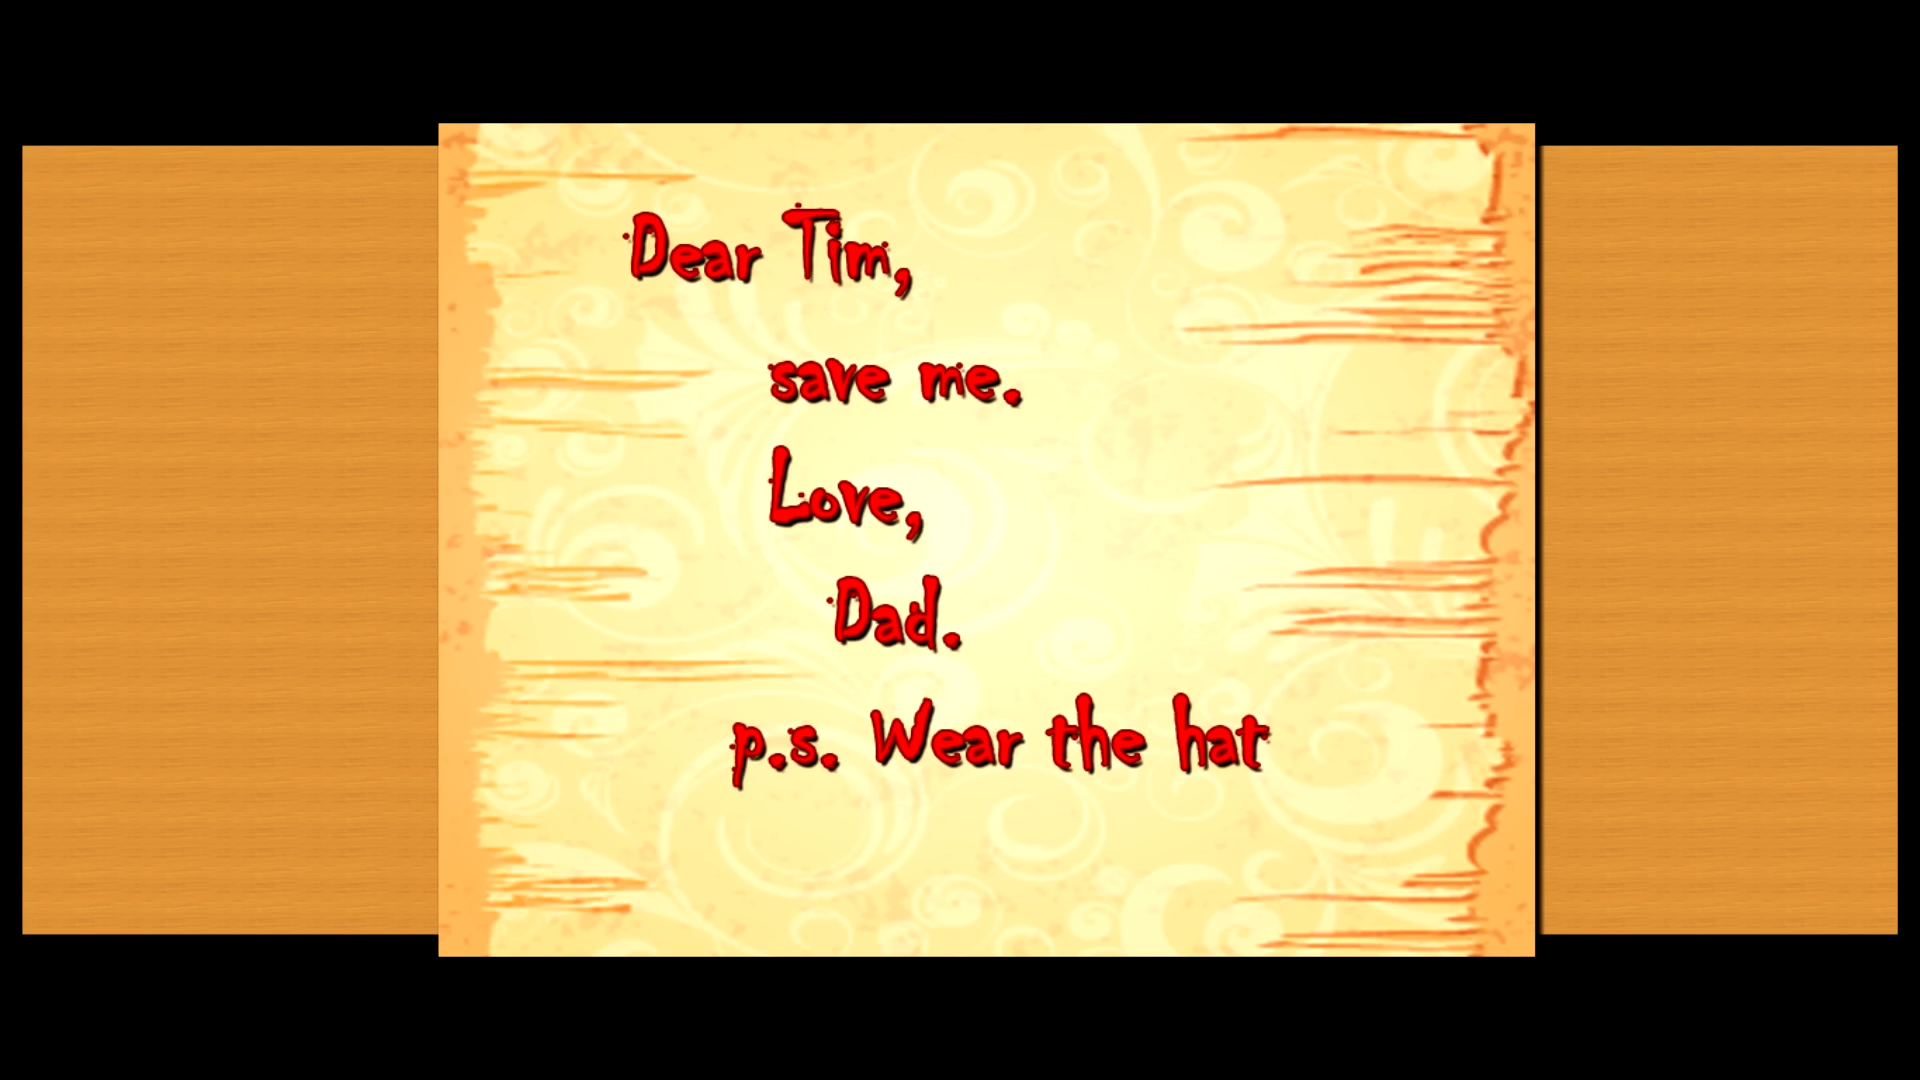 Dear Tim,
save me.
Love,
Dad.
p.s. Wear the hat